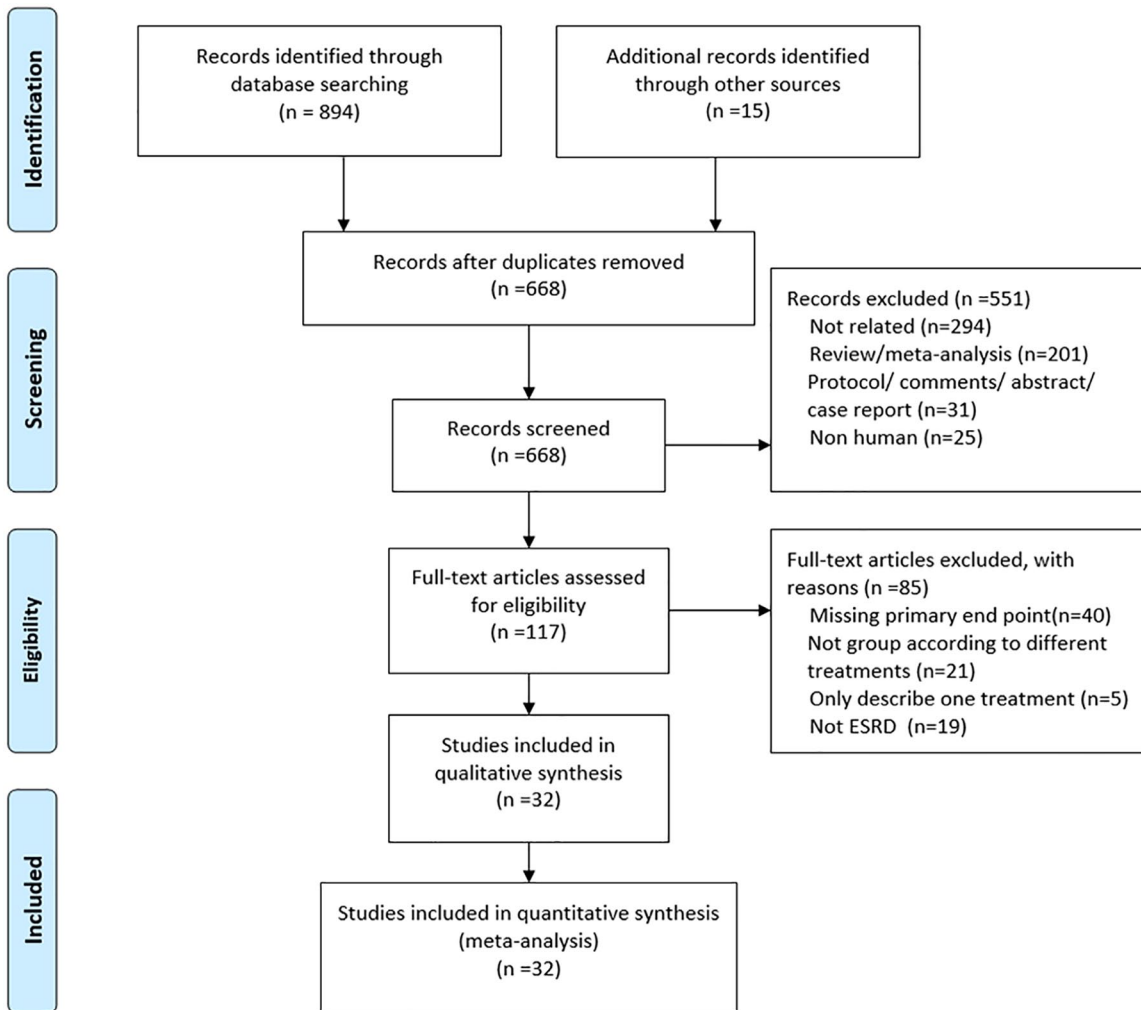 Identification
Records identified through
database searching
(n = 894)
Additional records identified
through other sources
(n =15)
Records after duplicates removed
(n =668)
Screening
Records screened
(n =668)
Records excluded (n =551)
Not related (n=294)
Review/meta-analysis (n=201)
Protocol/ comments/ abstract/
case report (n=31)
Non human (n=25)
Eligibility
Full-text articles assessed
for eligibility
(n =117)
Full-text articles excluded, with
reasons (n =85)
Missing primary end point(n=40)
Not group according to different
treatments (n=21)
Only describe one treatment (n=5)
Not ESRD (n=19)
Studies included in
qualitative synthesis
(n =32)
Included
Studies included in quantitative synthesis
(meta-analysis)
(n =32)